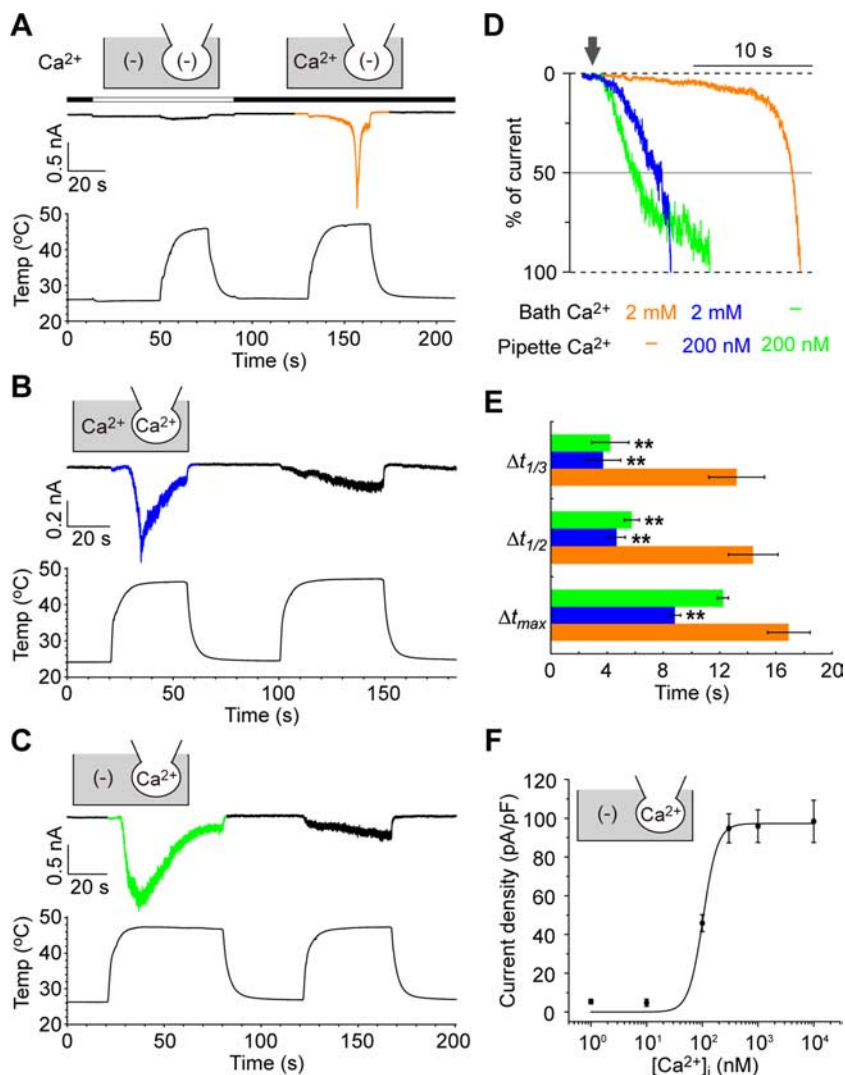 A
Ca²⁺
(-)
(-)
Ca²⁺
(-)
0.5 nA
20 s
Temp (ºC)
50
40
30
20
0
50
100
150
200
Time (s)
B
Ca²⁺
Ca²⁺
0.2 nA
20 s
Temp (ºC)
50
40
30
20
0
50
100
150
Time (s)
C
(-)
Ca²⁺
0.5 nA
20 s
Temp (ºC)
50
40
30
20
0
50
100
150
200
Time (s)
D
10 s
% of current
0
50
100
Bath Ca²⁺ 2 mM 2 mM –
Pipette Ca²⁺ – 200 nM 200 nM
E
Δt1/3
**
**
Δt1/2
**
**
Δtmax
**
0 4 8 12 16 20
Time (s)
F
Current density (pA/pF)
120
100
80
60
40
20
0
(-)
Ca²⁺
10⁰ 10¹ 10² 10³ 10⁴
[Ca²⁺]i (nM)